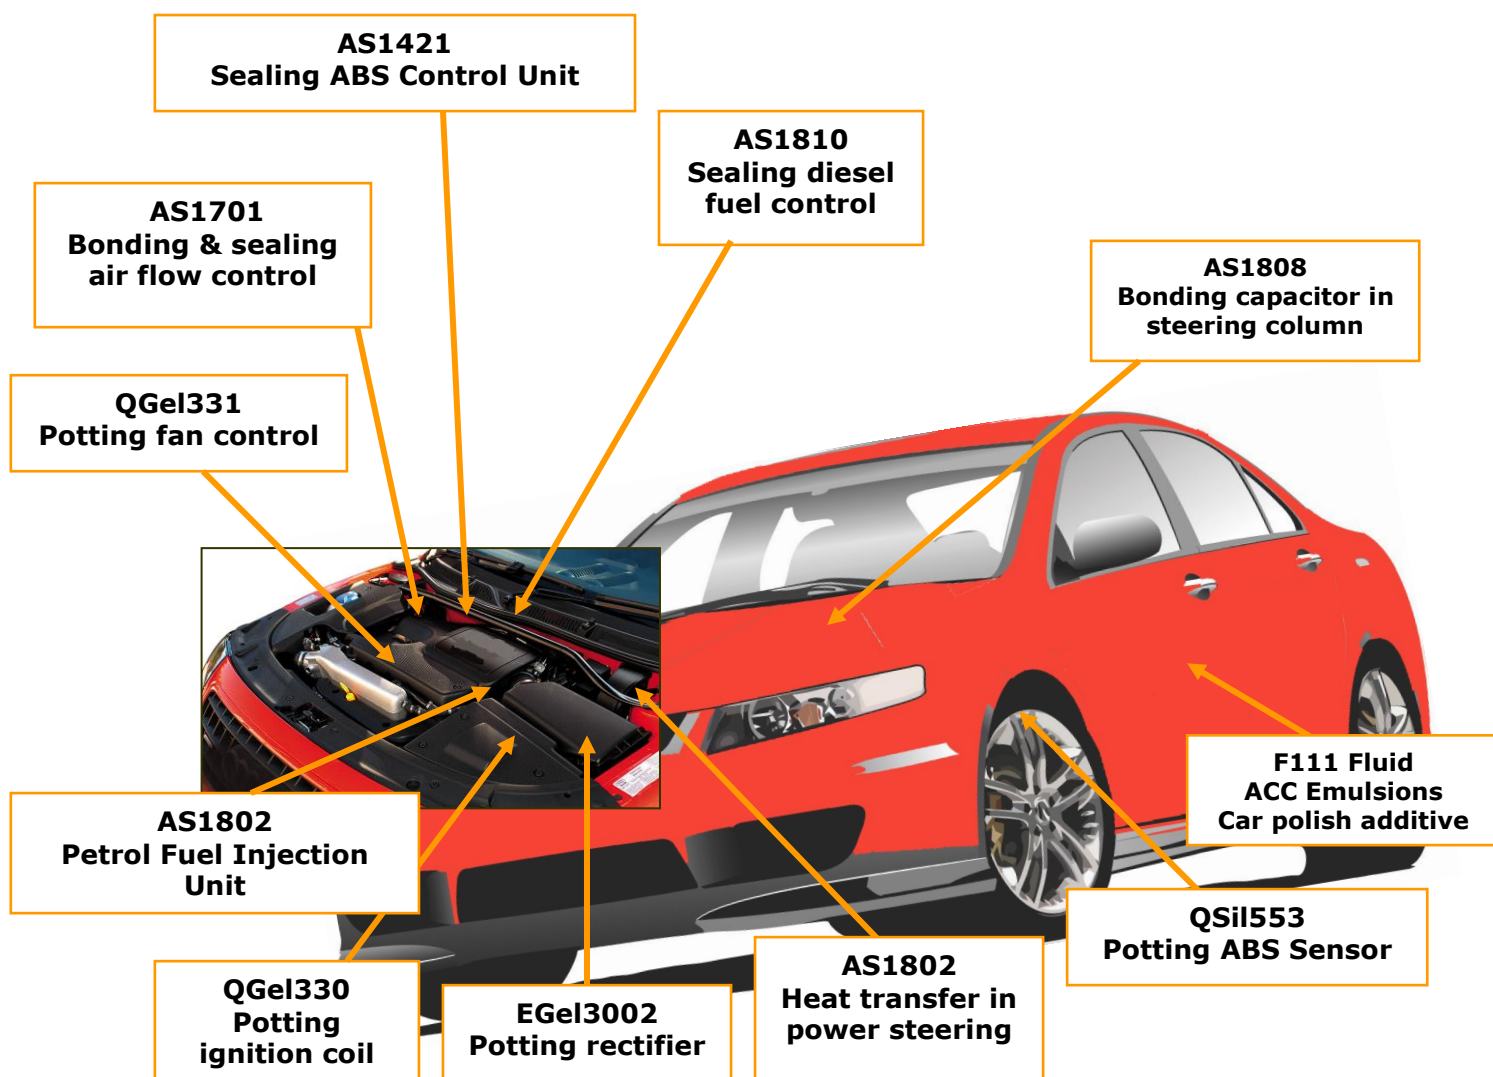 AS1421
Sealing ABS Control Unit
AS1810
Sealing diesel
fuel control
AS1701
Bonding & sealing
air flow control
AS1808
Bonding capacitor in
steering column
QGel331
Potting fan control
F111 Fluid
ACC Emulsions
Car polish additive
AS1802
Petrol Fuel Injection
Unit
QSil553
Potting ABS Sensor
AS1802
Heat transfer in
power steering
QGel330
Potting
ignition coil
EGel3002
Potting rectifier